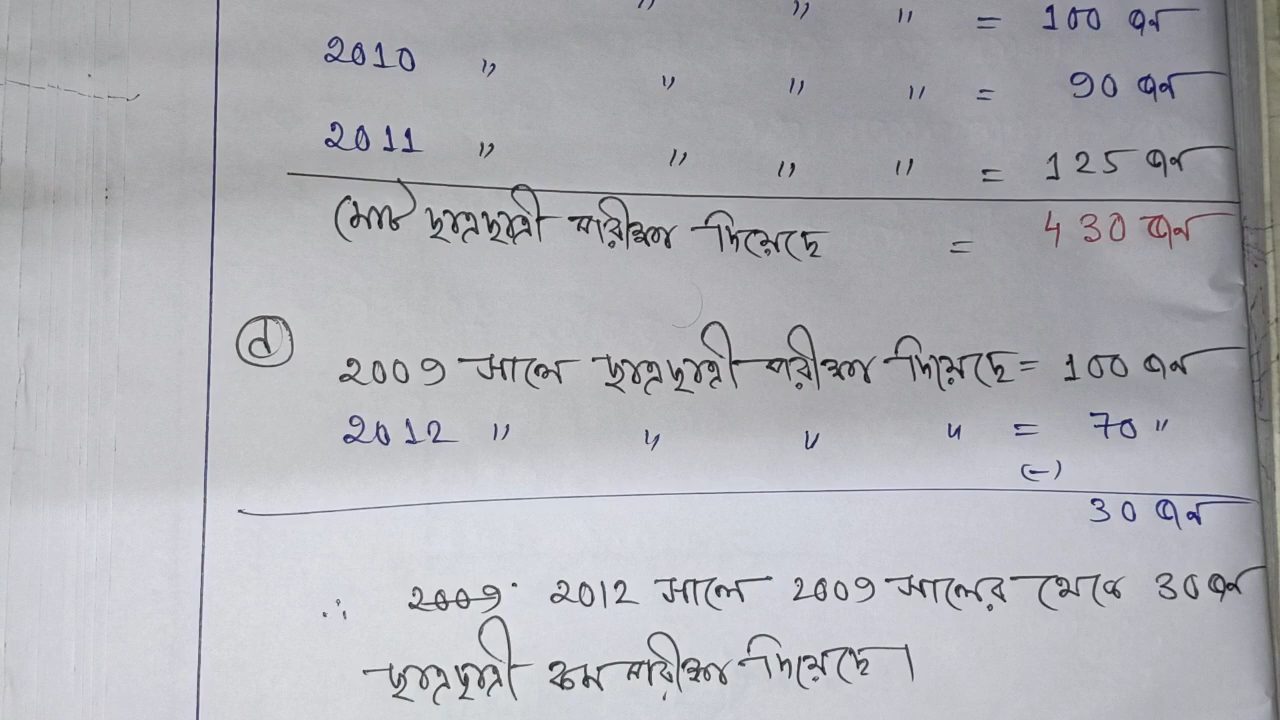 " " " = 100 জন
2010 " " " " = 90 জন
2011 " " " " = 125 জন
মোট ছাত্রছাত্রী পরীক্ষা দিয়েছে = 430 জন
d
2009 সালে ছাত্রছাত্রী পরীক্ষা দিয়েছে = 100 জন
2012 " " " " = 70 "
(-)
30 জন
∴ 2009 2012 সালে 2009 সালের থেকে 30 জন
ছাত্রছাত্রী কম পরীক্ষা দিয়েছে।